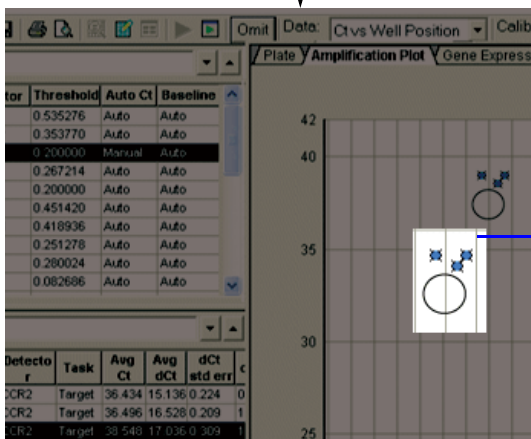 Omit Data: Ct vs Well Position Calib
Plate Amplification Plot Gene Express
tor Threshold Auto Ct Baseline
0.535276 Auto Auto
0.353770 Auto Auto
0.200000 Manual Auto
0.267214 Auto Auto
0.200000 Auto Auto
0.451420 Auto Auto
0.418936 Auto Auto
0.251278 Auto Auto
0.280024 Auto Auto
0.082686 Auto Auto
42
40
35
30
25
Detecto
r Task Avg
Ct Avg
dCt dCt
std err
CCR2 Target 36.434 15.136 0.224 0
CCR2 Target 36.496 16.528 0.209 1
CCR2 Target 38.548 17.036 0.309 1